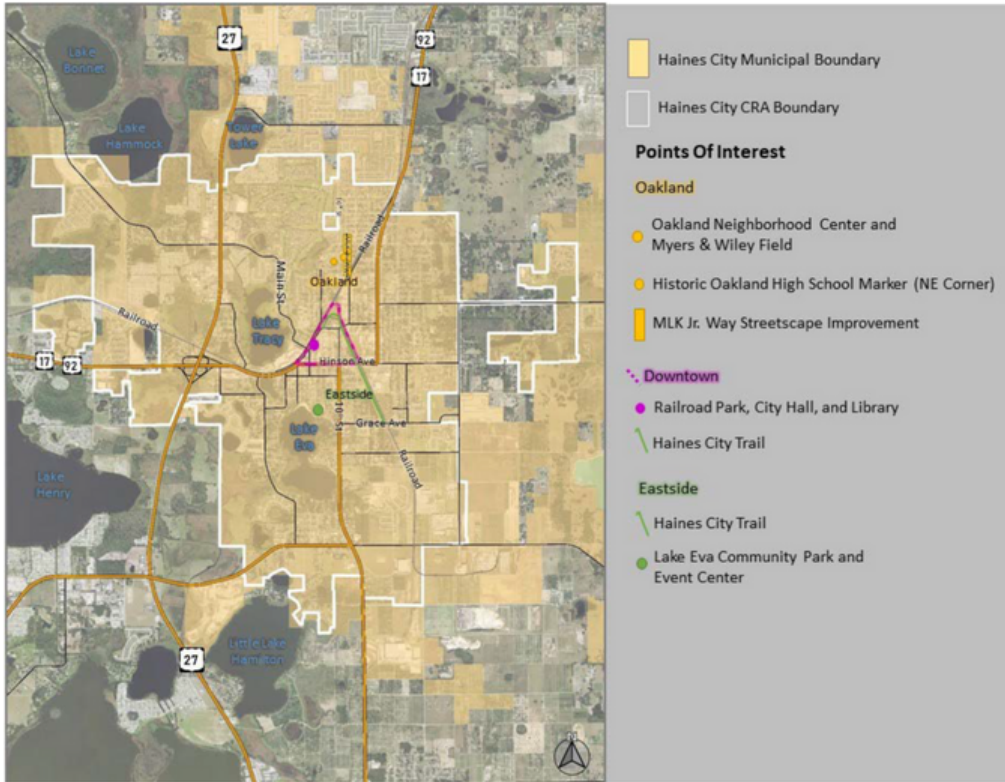 27
92
17
Lake
Bonnet
Lake
Hammock
Tower
Lake
Railroad
Main St.
Oakland
Railroad
Lake
Tracy
17
92
Hinson Ave
Eastside
10th St
Lake
Eva
Grace Ave
Railroad
Lake
Henry
Little Lake
Hamilton
27
N
Haines City Municipal Boundary
Haines City CRA Boundary
Points Of Interest
Oakland
Oakland Neighborhood Center and
Myers & Wiley Field
Historic Oakland High School Marker (NE Corner)
MLK Jr. Way Streetscape Improvement
Downtown
Railroad Park, City Hall, and Library
Haines City Trail
Eastside
Haines City Trail
Lake Eva Community Park and
Event Center